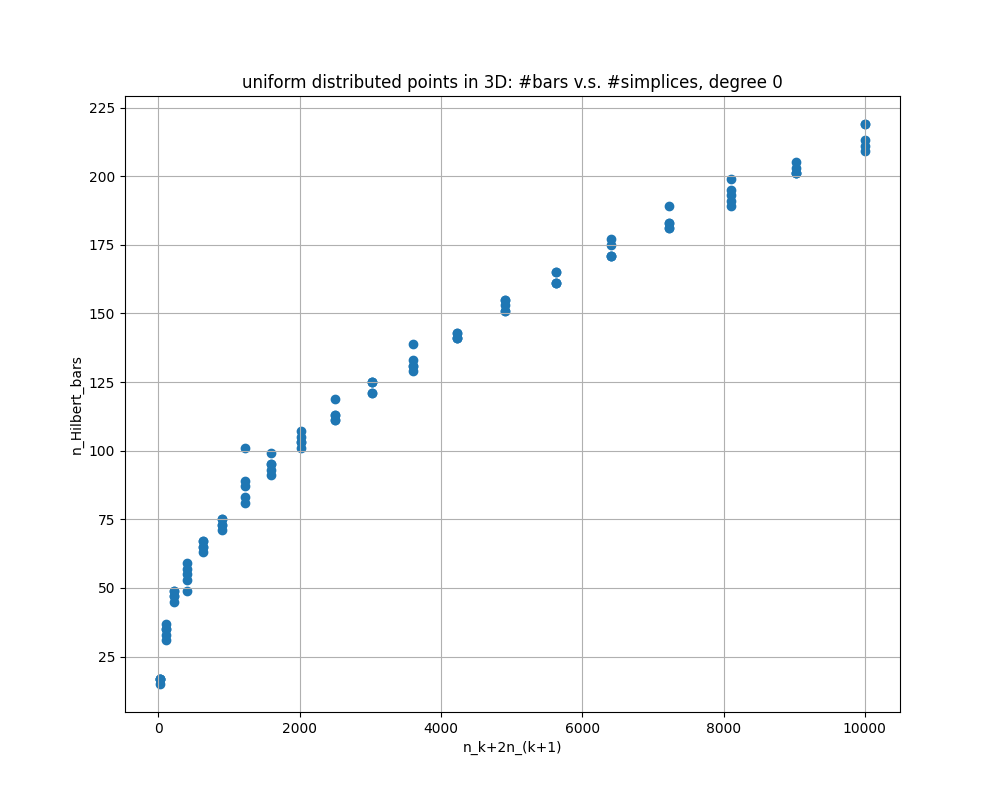 uniform distributed points in 3D: #bars v.s. #simplices, degree 0
225
200
175
150
125
100
75
50
25
n_Hilbert_bars
0 2000 4000 6000 8000 10000
n_k+2n_(k+1)